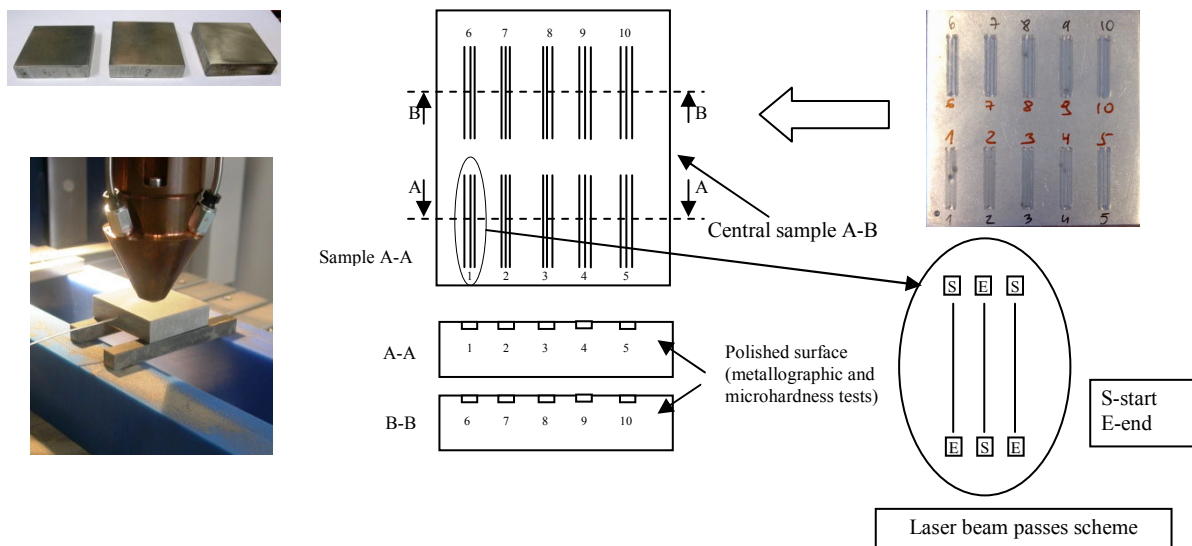 6 7 8 9 10
B B
A A
Sample A-A
1 2 3 4 5
Central sample A-B
A-A
1 2 3 4 5
B-B
6 7 8 9 10
Polished surface
(metallographic and
microhardness tests)
6 7 8 9 10
6 7 8 9 10
1 2 3 4 5
1 2 3 4 5
S E S
E S E
S-start
E-end
Laser beam passes scheme